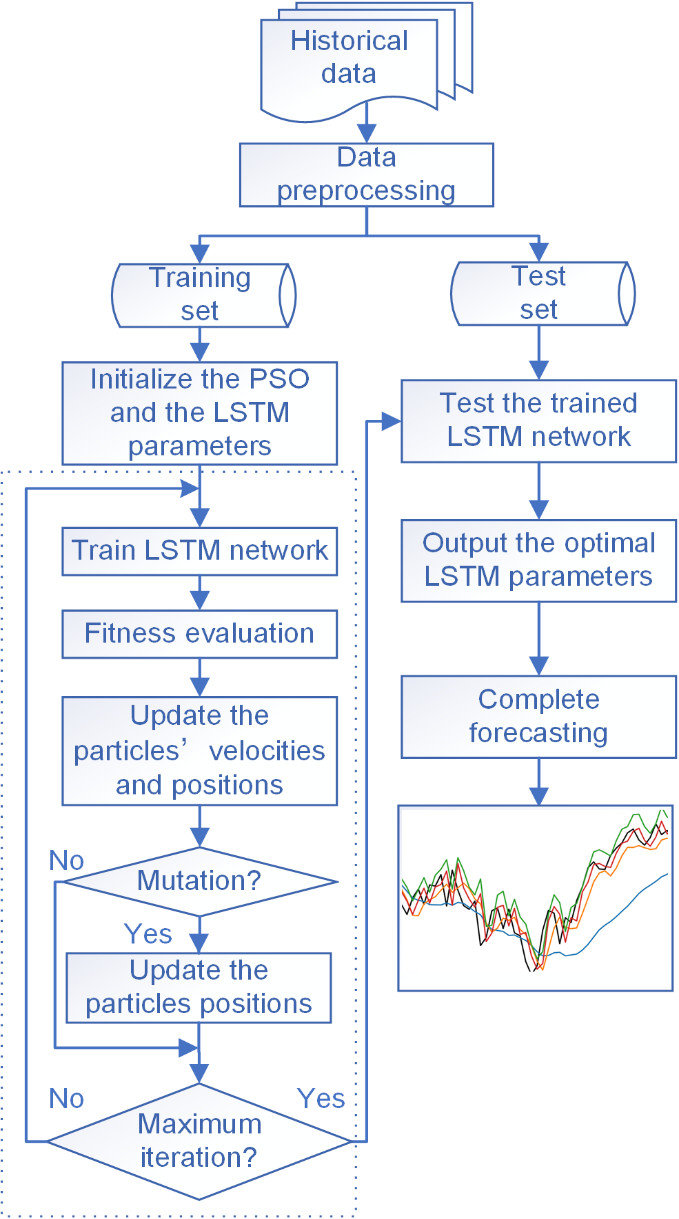 Historical
data
Data
preprocessing
Training
set
Test
set
Initialize the PSO
and the LSTM
parameters
Test the trained
LSTM network
Train LSTM network
Output the optimal
LSTM parameters
Fitness evaluation
Update the
particles’ velocities
and positions
Complete
forecasting
No
Mutation?
Yes
Update the
particles positions
No
Yes
Maximum
iteration?